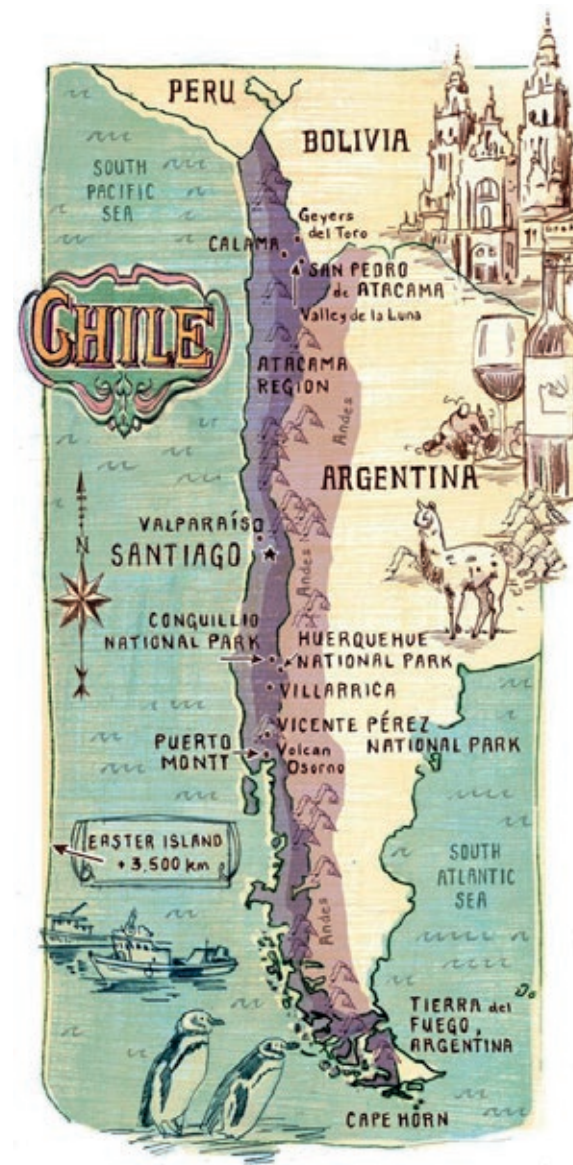 PERU
BOLIVIA
SOUTH
PACIFIC
SEA
Geyers
del Toro
CALAMA
SAN PEDRO
de ATACAMA
Valley de la Luna
CHILE
ATACAMA
REGION
Andes
ARGENTINA
VALPARAÍSO
N
SANTIAGO
Andes
CONGUILLIO
NATIONAL PARK
HUERQUEHUE
NATIONAL PARK
VILLARRICA
VICENTE PÉREZ
NATIONAL PARK
PUERTO
MONTT
Volcan
Osorno
EASTER ISLAND
+3,500 km
SOUTH
ATLANTIC
SEA
Andes
TIERRA del
FUEGO,
ARGENTINA
CAPE HORN